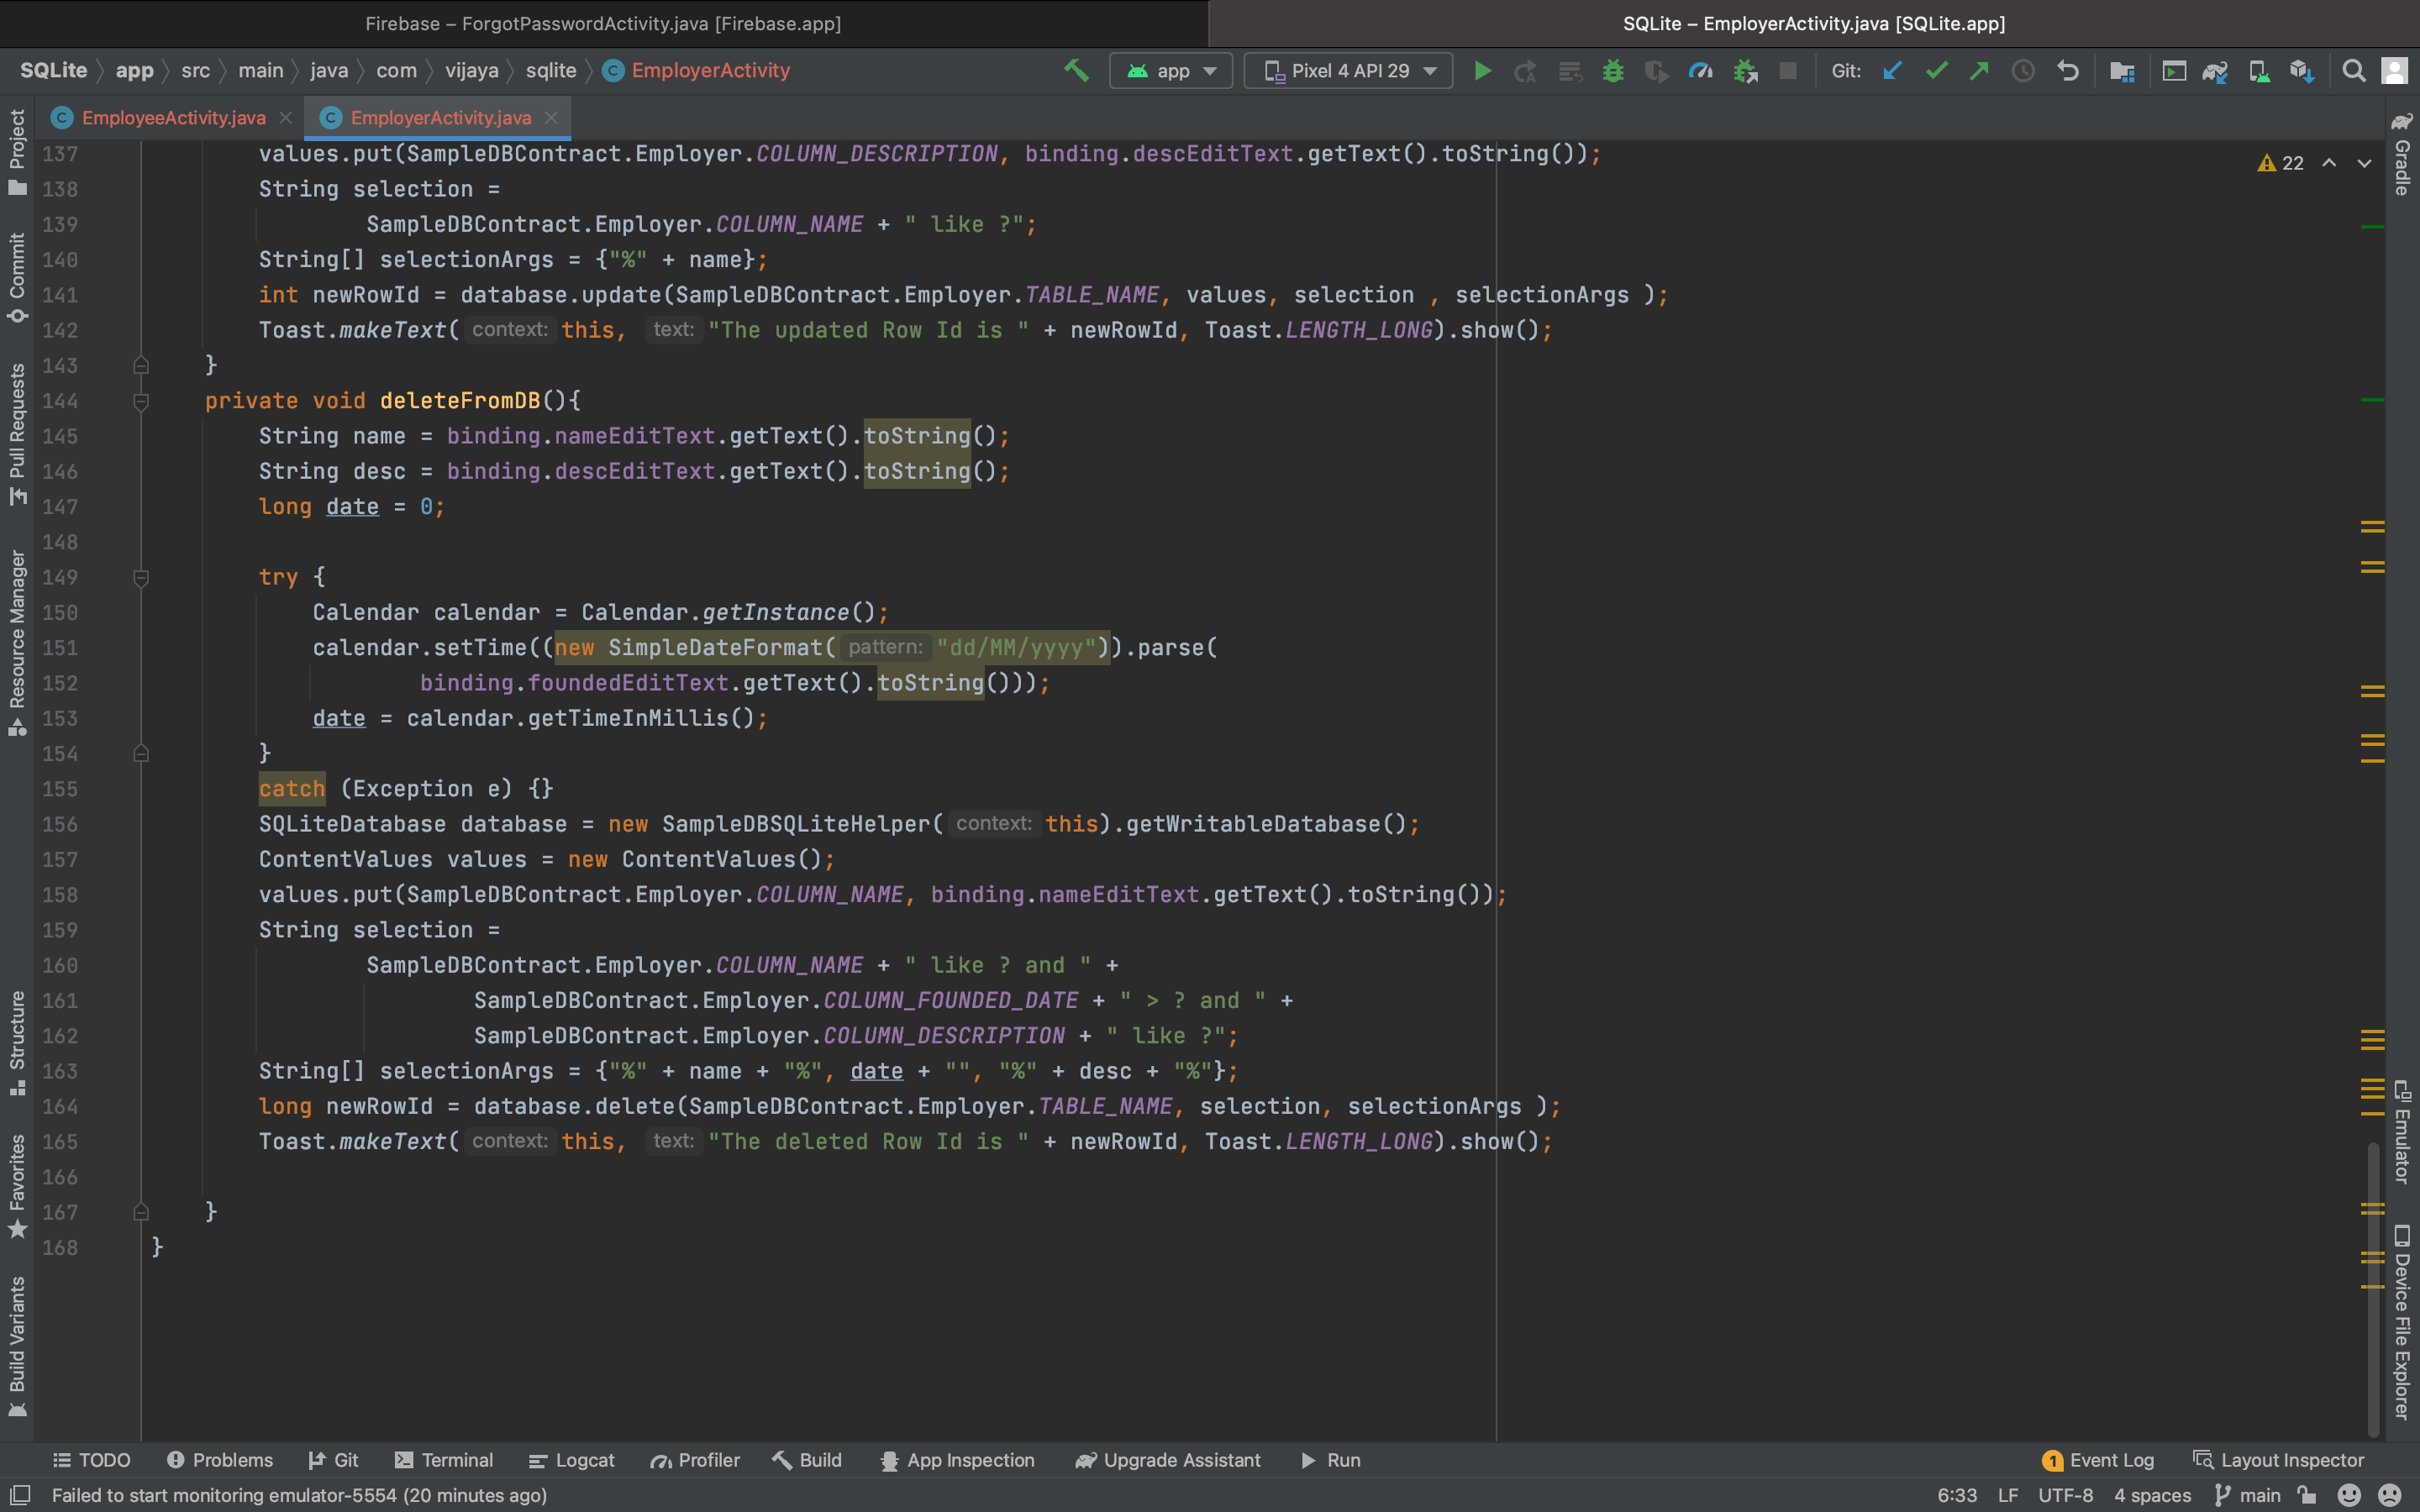 Firebase – ForgotPasswordActivity.java [Firebase.app]
SQLite – EmployerActivity.java [SQLite.app]
SQLite app src main java com vijaya sqlite C EmployerActivity
app
Pixel 4 API 29
Git:
C EmployeeActivity.java
C EmployerActivity.java
22
137 values.put(SampleDBContract.Employer.COLUMN_DESCRIPTION, binding.descEditText.getText().toString());
138 String selection =
139 SampleDBContract.Employer.COLUMN_NAME + " like ?";
140 String[] selectionArgs = {"%" + name};
141 int newRowId = database.update(SampleDBContract.Employer.TABLE_NAME, values, selection , selectionArgs );
142 Toast.makeText( context: this, text: "The updated Row Id is " + newRowId, Toast.LENGTH_LONG).show();
143 }
144 private void deleteFromDB(){
145 String name = binding.nameEditText.getText().toString();
146 String desc = binding.descEditText.getText().toString();
147 long date = 0;
148
149 try {
150 Calendar calendar = Calendar.getInstance();
151 calendar.setTime((new SimpleDateFormat( pattern: "dd/MM/yyyy")).parse(
152 binding.foundedEditText.getText().toString()));
153 date = calendar.getTimeInMillis();
154 }
155 catch (Exception e) {}
156 SQLiteDatabase database = new SampleDBSQLiteHelper( context: this).getWritableDatabase();
157 ContentValues values = new ContentValues();
158 values.put(SampleDBContract.Employer.COLUMN_NAME, binding.nameEditText.getText().toString());
159 String selection =
160 SampleDBContract.Employer.COLUMN_NAME + " like ? and " +
161 SampleDBContract.Employer.COLUMN_FOUNDED_DATE + " > ? and " +
162 SampleDBContract.Employer.COLUMN_DESCRIPTION + " like ?";
163 String[] selectionArgs = {"%" + name + "%", date + "", "%" + desc + "%"};
164 long newRowId = database.delete(SampleDBContract.Employer.TABLE_NAME, selection, selectionArgs );
165 Toast.makeText( context: this, text: "The deleted Row Id is " + newRowId, Toast.LENGTH_LONG).show();
166
167 }
168 }
Project
Commit
Pull Requests
Resource Manager
Structure
Favorites
Build Variants
Gradle
Emulator
Device File Explorer
TODO Problems Git Terminal Logcat Profiler Build App Inspection Upgrade Assistant Run
1 Event Log Layout Inspector
Failed to start monitoring emulator-5554 (20 minutes ago)
6:33 LF UTF-8 4 spaces main